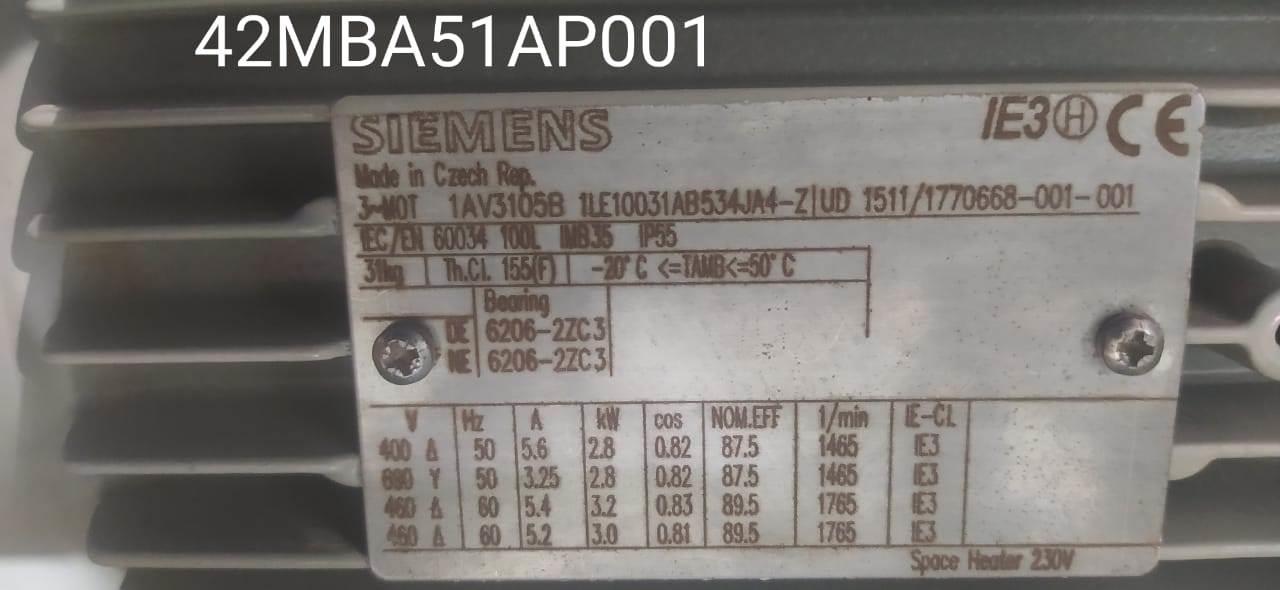 42MBA51AP001
SIEMENS IE3 H CE
Made in Czech Rep.
3~MOT 1AV3105B 1LE10031AB534JA4-Z UD 1511/1770668-001-001
IEC/EN 60034 100L IMB35 IP55
31kg Th.Cl. 155(F) -20°C <=TAMB<=50°C
Bearing
DE 6206-2ZC3
NE 6206-2ZC3
V Hz A kW cos NOM.EFF 1/min IE-CL
400 Δ 50 5.6 2.8 0.82 87.5 1465 IE3
690 Y 50 3.25 2.8 0.82 87.5 1465 IE3
460 Δ 60 5.4 3.2 0.83 89.5 1765 IE3
460 Δ 60 5.2 3.0 0.81 89.5 1765 IE3
Space Heater 230V